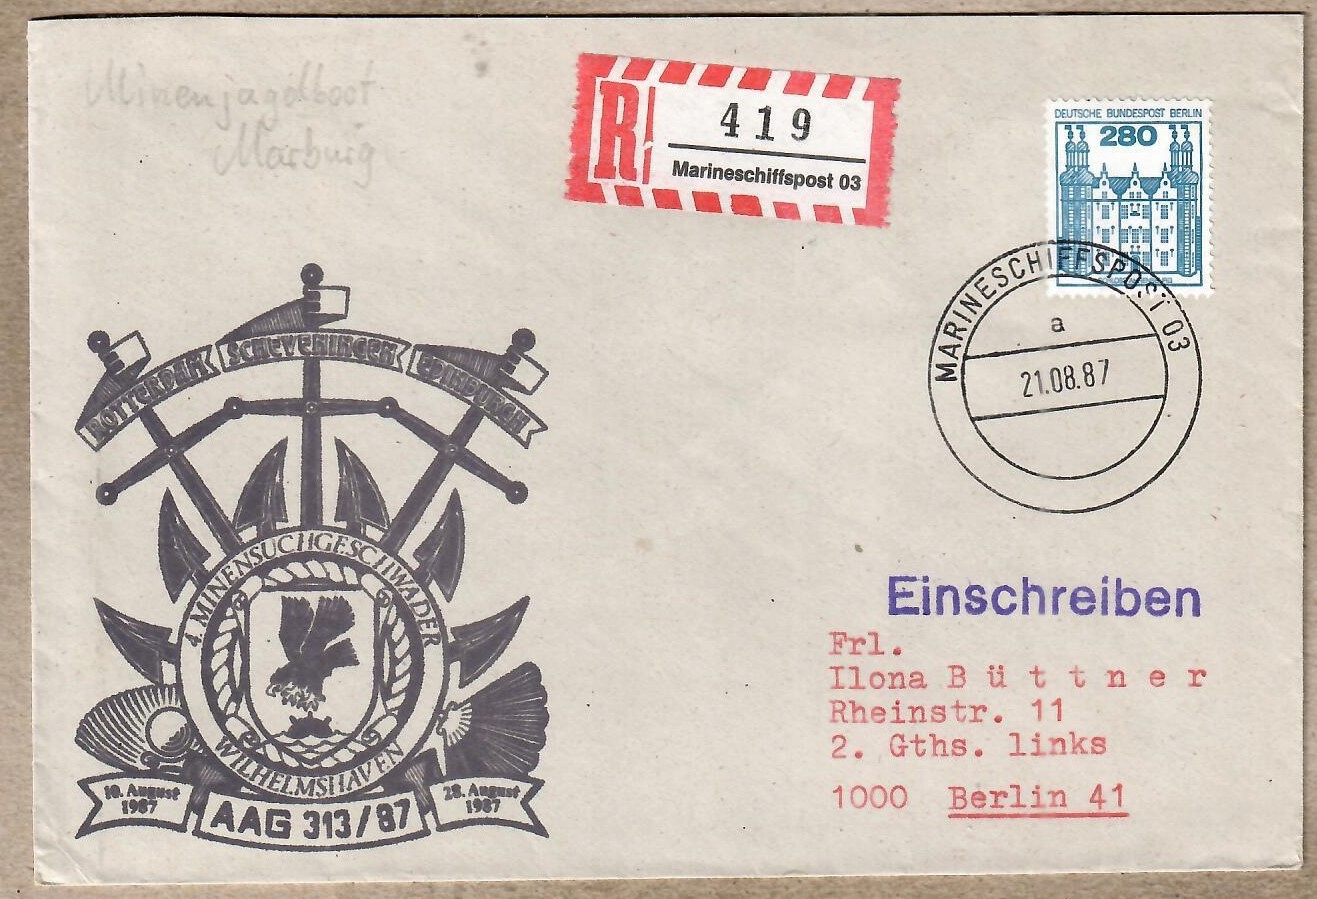 Minenjagdboot
Marburg
R
419
Marineschiffspost 03
DEUTSCHE BUNDESPOST BERLIN
280
MARINESCHIFFSPOST 03
a
21.08.87
ROTTERDAM
SCHEVENINGEN
EDINBURGH
4. MINENSUCHGESCHWADER
WILHELMSHAVEN
10. August
1987
AAG 313/87
28. August
1987
Einschreiben
Frl.
Ilona Büttner
Rheinstr. 11
2. Gths. links
1000 Berlin 41